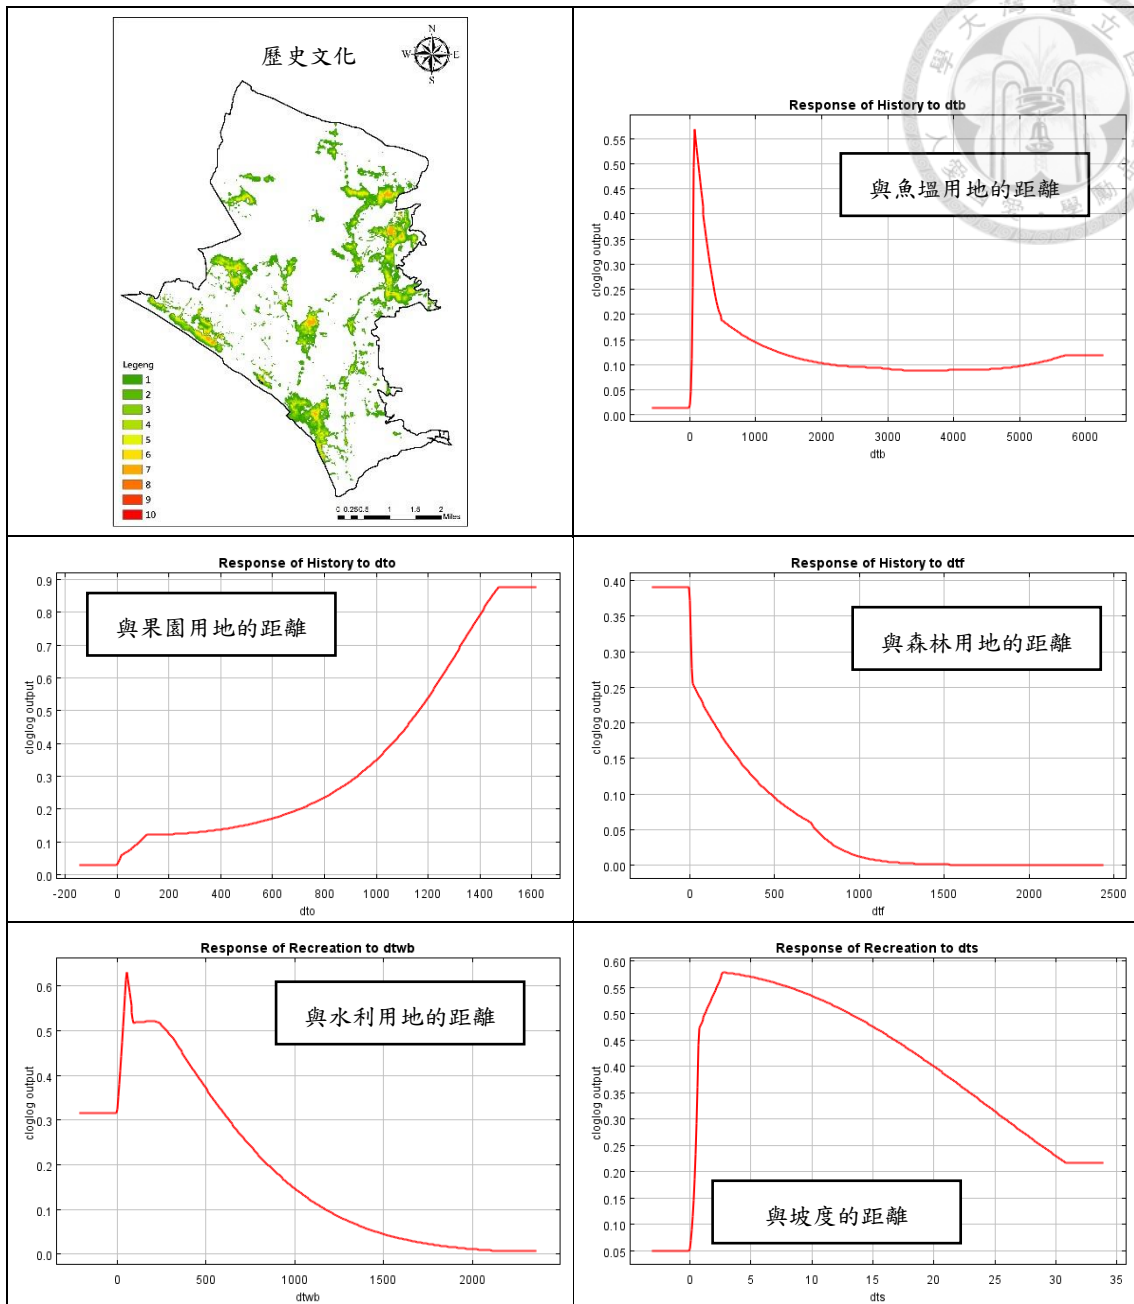 歷史文化
N
W
E
S
Legeng
1
2
3
4
5
6
7
8
9
10
0 0.25 0.5 1 1.5 2
Miles
Response of History to dtb
與魚塭用地的距離
cloglog output
0.55
0.50
0.45
0.40
0.35
0.30
0.25
0.20
0.15
0.10
0.05
0.00
0 1000 2000 3000 4000 5000 6000
dtb
Response of History to dto
與果園用地的距離
cloglog output
0.9
0.8
0.7
0.6
0.5
0.4
0.3
0.2
0.1
0.0
-200 0 200 400 600 800 1000 1200 1400 1600
dto
Response of History to dtf
與森林用地的距離
cloglog output
0.40
0.35
0.30
0.25
0.20
0.15
0.10
0.05
0.00
0 500 1000 1500 2000 2500
dtf
Response of Recreation to dtwb
與水利用地的距離
cloglog output
0.6
0.5
0.4
0.3
0.2
0.1
0.0
0 500 1000 1500 2000
dtwb
Response of Recreation to dts
cloglog output
0.60
0.55
0.50
0.45
0.40
0.35
0.30
0.25
0.20
0.15
0.10
0.05
與坡度的距離
0 5 10 15 20 25 30 35
dts